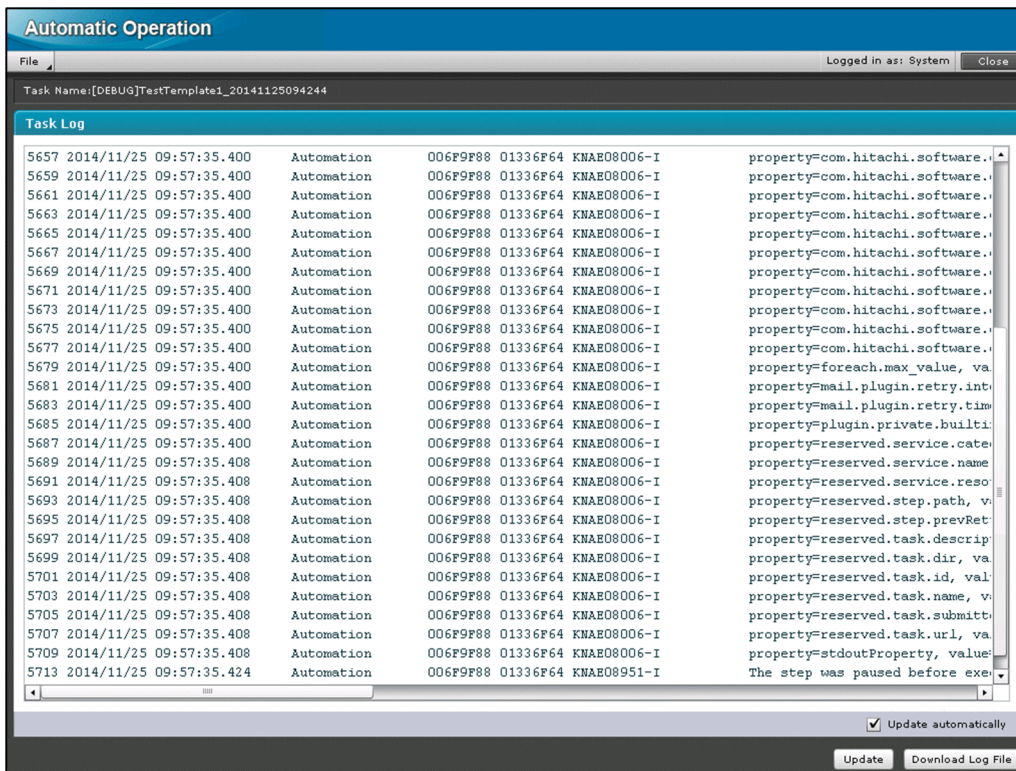 Automatic Operation
File Logged in as: System Close
Task Name:[DEBUG]TestTemplate1_20141125094244
Task Log
5657 2014/11/25 09:57:35.400 Automation 006F9F88 01336F64 KNAE08006-I property=com.hitachi.software.
5659 2014/11/25 09:57:35.400 Automation 006F9F88 01336F64 KNAE08006-I property=com.hitachi.software.
5661 2014/11/25 09:57:35.400 Automation 006F9F88 01336F64 KNAE08006-I property=com.hitachi.software.
5663 2014/11/25 09:57:35.400 Automation 006F9F88 01336F64 KNAE08006-I property=com.hitachi.software.
5665 2014/11/25 09:57:35.400 Automation 006F9F88 01336F64 KNAE08006-I property=com.hitachi.software.
5667 2014/11/25 09:57:35.400 Automation 006F9F88 01336F64 KNAE08006-I property=com.hitachi.software.
5669 2014/11/25 09:57:35.400 Automation 006F9F88 01336F64 KNAE08006-I property=com.hitachi.software.
5671 2014/11/25 09:57:35.400 Automation 006F9F88 01336F64 KNAE08006-I property=com.hitachi.software.
5673 2014/11/25 09:57:35.400 Automation 006F9F88 01336F64 KNAE08006-I property=com.hitachi.software.
5675 2014/11/25 09:57:35.400 Automation 006F9F88 01336F64 KNAE08006-I property=com.hitachi.software.
5677 2014/11/25 09:57:35.400 Automation 006F9F88 01336F64 KNAE08006-I property=com.hitachi.software.
5679 2014/11/25 09:57:35.400 Automation 006F9F88 01336F64 KNAE08006-I property=foreach.max_value, va
5681 2014/11/25 09:57:35.400 Automation 006F9F88 01336F64 KNAE08006-I property=mail.plugin.retry.int
5683 2014/11/25 09:57:35.400 Automation 006F9F88 01336F64 KNAE08006-I property=mail.plugin.retry.tim
5685 2014/11/25 09:57:35.400 Automation 006F9F88 01336F64 KNAE08006-I property=plugin.private.builti
5687 2014/11/25 09:57:35.400 Automation 006F9F88 01336F64 KNAE08006-I property=reserved.service.cate
5689 2014/11/25 09:57:35.408 Automation 006F9F88 01336F64 KNAE08006-I property=reserved.service.name
5691 2014/11/25 09:57:35.408 Automation 006F9F88 01336F64 KNAE08006-I property=reserved.service.reso
5693 2014/11/25 09:57:35.408 Automation 006F9F88 01336F64 KNAE08006-I property=reserved.step.path, v
5695 2014/11/25 09:57:35.408 Automation 006F9F88 01336F64 KNAE08006-I property=reserved.step.prevRet
5697 2014/11/25 09:57:35.408 Automation 006F9F88 01336F64 KNAE08006-I property=reserved.task.descrip
5699 2014/11/25 09:57:35.408 Automation 006F9F88 01336F64 KNAE08006-I property=reserved.task.dir, va
5701 2014/11/25 09:57:35.408 Automation 006F9F88 01336F64 KNAE08006-I property=reserved.task.id, val
5703 2014/11/25 09:57:35.408 Automation 006F9F88 01336F64 KNAE08006-I property=reserved.task.name, v
5705 2014/11/25 09:57:35.408 Automation 006F9F88 01336F64 KNAE08006-I property=reserved.task.submitt
5707 2014/11/25 09:57:35.408 Automation 006F9F88 01336F64 KNAE08006-I property=reserved.task.url, va
5709 2014/11/25 09:57:35.408 Automation 006F9F88 01336F64 KNAE08006-I property=stdoutProperty, value
5713 2014/11/25 09:57:35.424 Automation 006F9F88 01336F64 KNAE08951-I The step was paused before exe
Update automatically
Update Download Log File